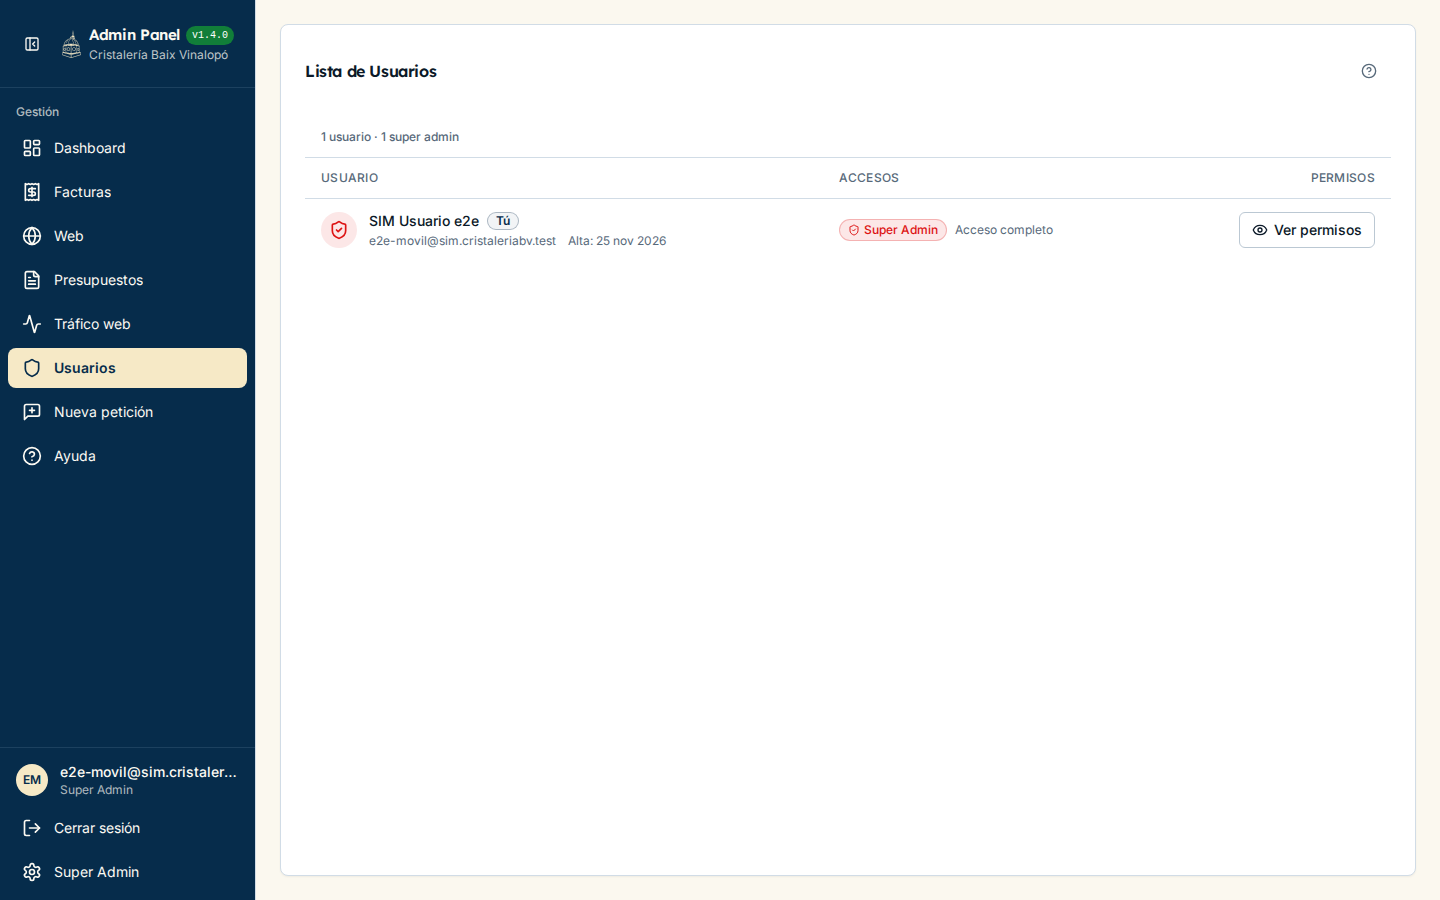 Admin Panel v1.4.0
Cristalería Baix Vinalopó
Gestión
Dashboard
Facturas
Web
Presupuestos
Tráfico web
Usuarios
Nueva petición
Ayuda
EM
e2e-movil@sim.cristaler...
Super Admin
Cerrar sesión
Super Admin
Lista de Usuarios
1 usuario · 1 super admin
USUARIO ACCESOS PERMISOS
SIM Usuario e2e Tú
e2e-movil@sim.cristaleriabv.test Alta: 25 nov 2026
Super Admin Acceso completo
Ver permisos